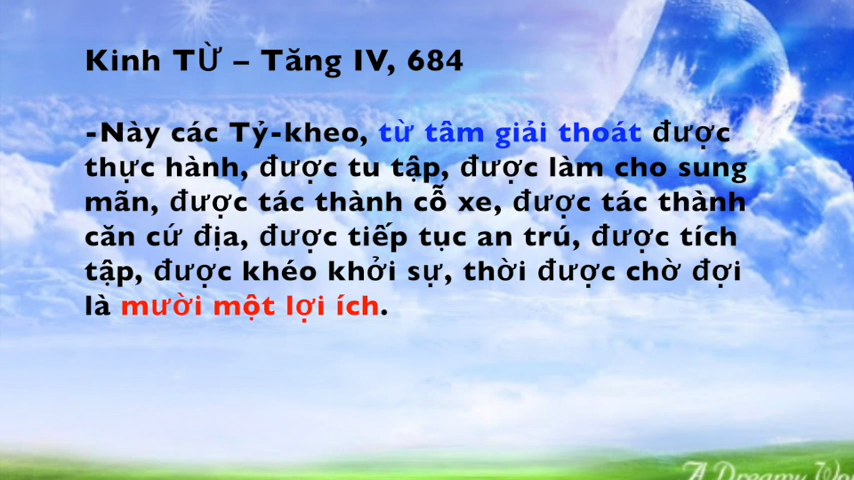 Kinh TỪ – Tăng IV, 684
-Này các Tỷ-kheo, từ tâm giải thoát được
thực hành, được tu tập, được làm cho sung
mãn, được tác thành cỗ xe, được tác thành
căn cứ địa, được tiếp tục an trú, được tích
tập, được khéo khởi sự, thời được chờ đợi
là mười một lợi ích.
A Dreamy